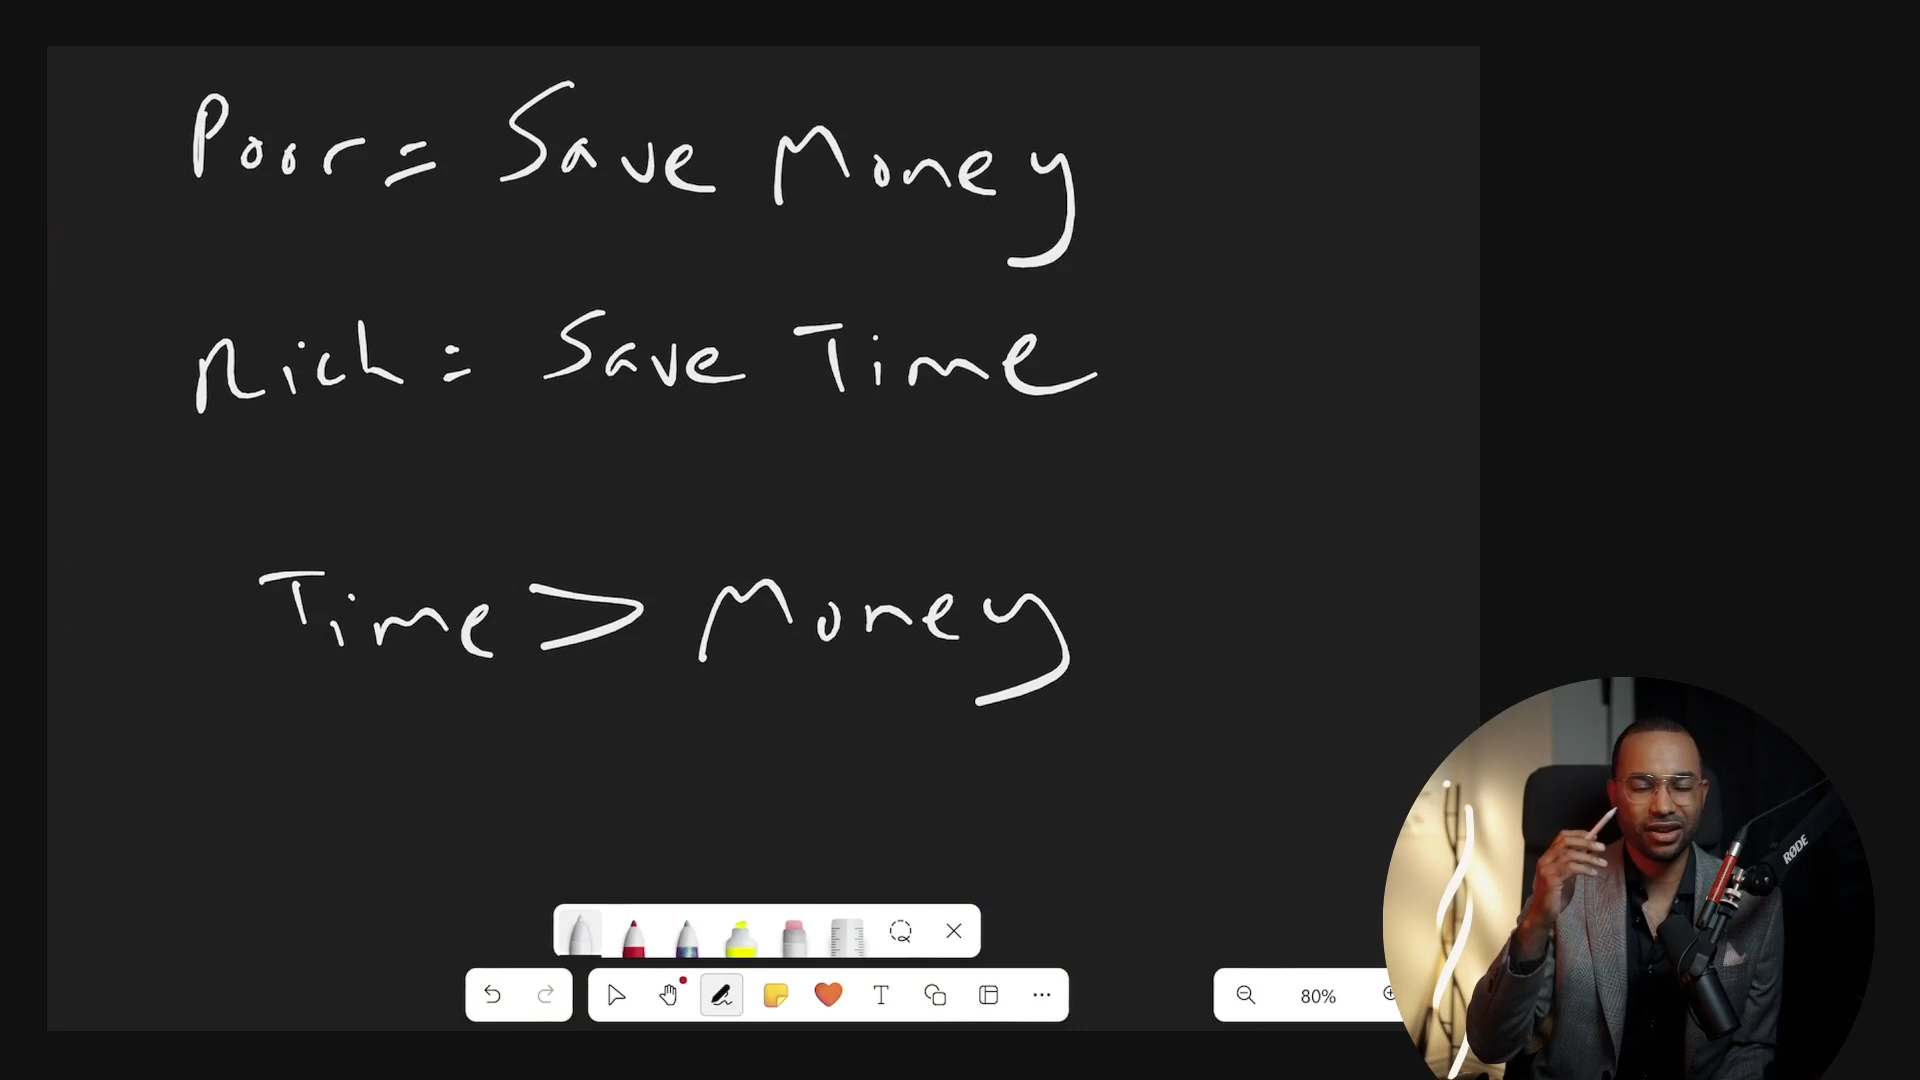 Poor = Save Money
Rich = Save Time
Time > Money
80%
RØDE